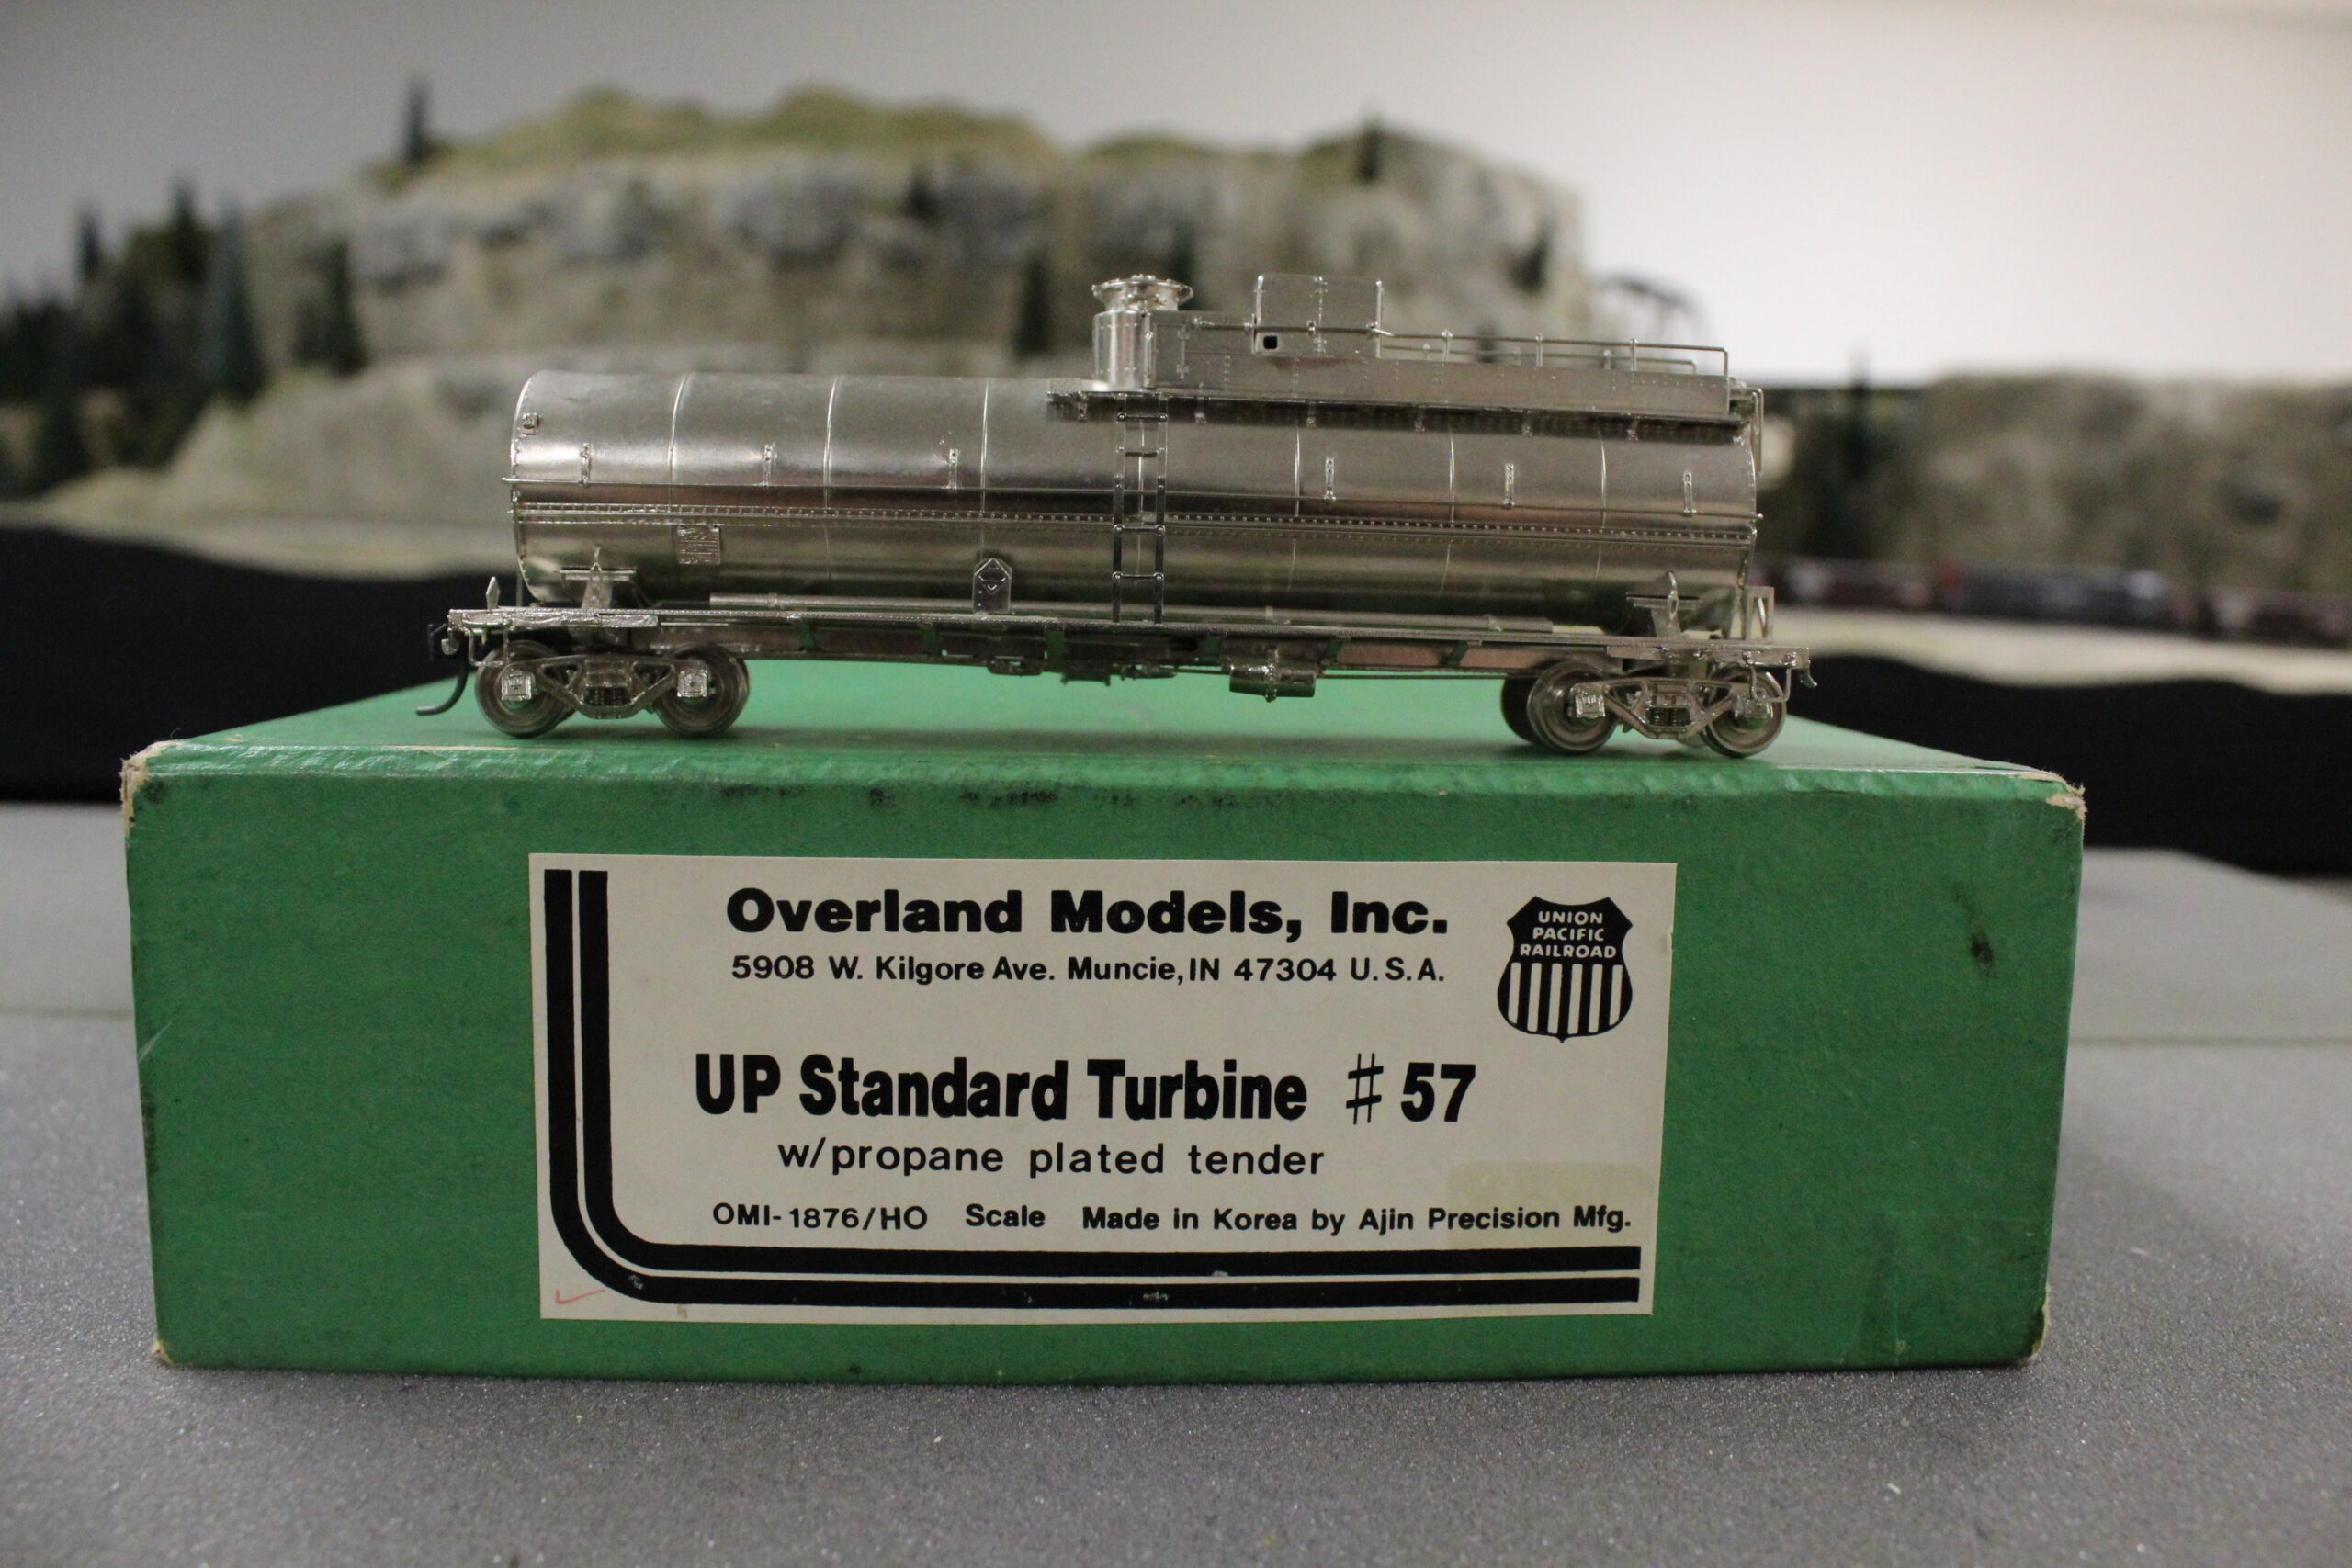 Overland Models, Inc.
5908 W. Kilgore Ave. Muncie, IN 47304 U.S.A.
UNION
PACIFIC
RAILROAD
UP Standard Turbine #57
w/propane plated tender
OMI-1876/HO Scale Made in Korea by Ajin Precision Mfg.